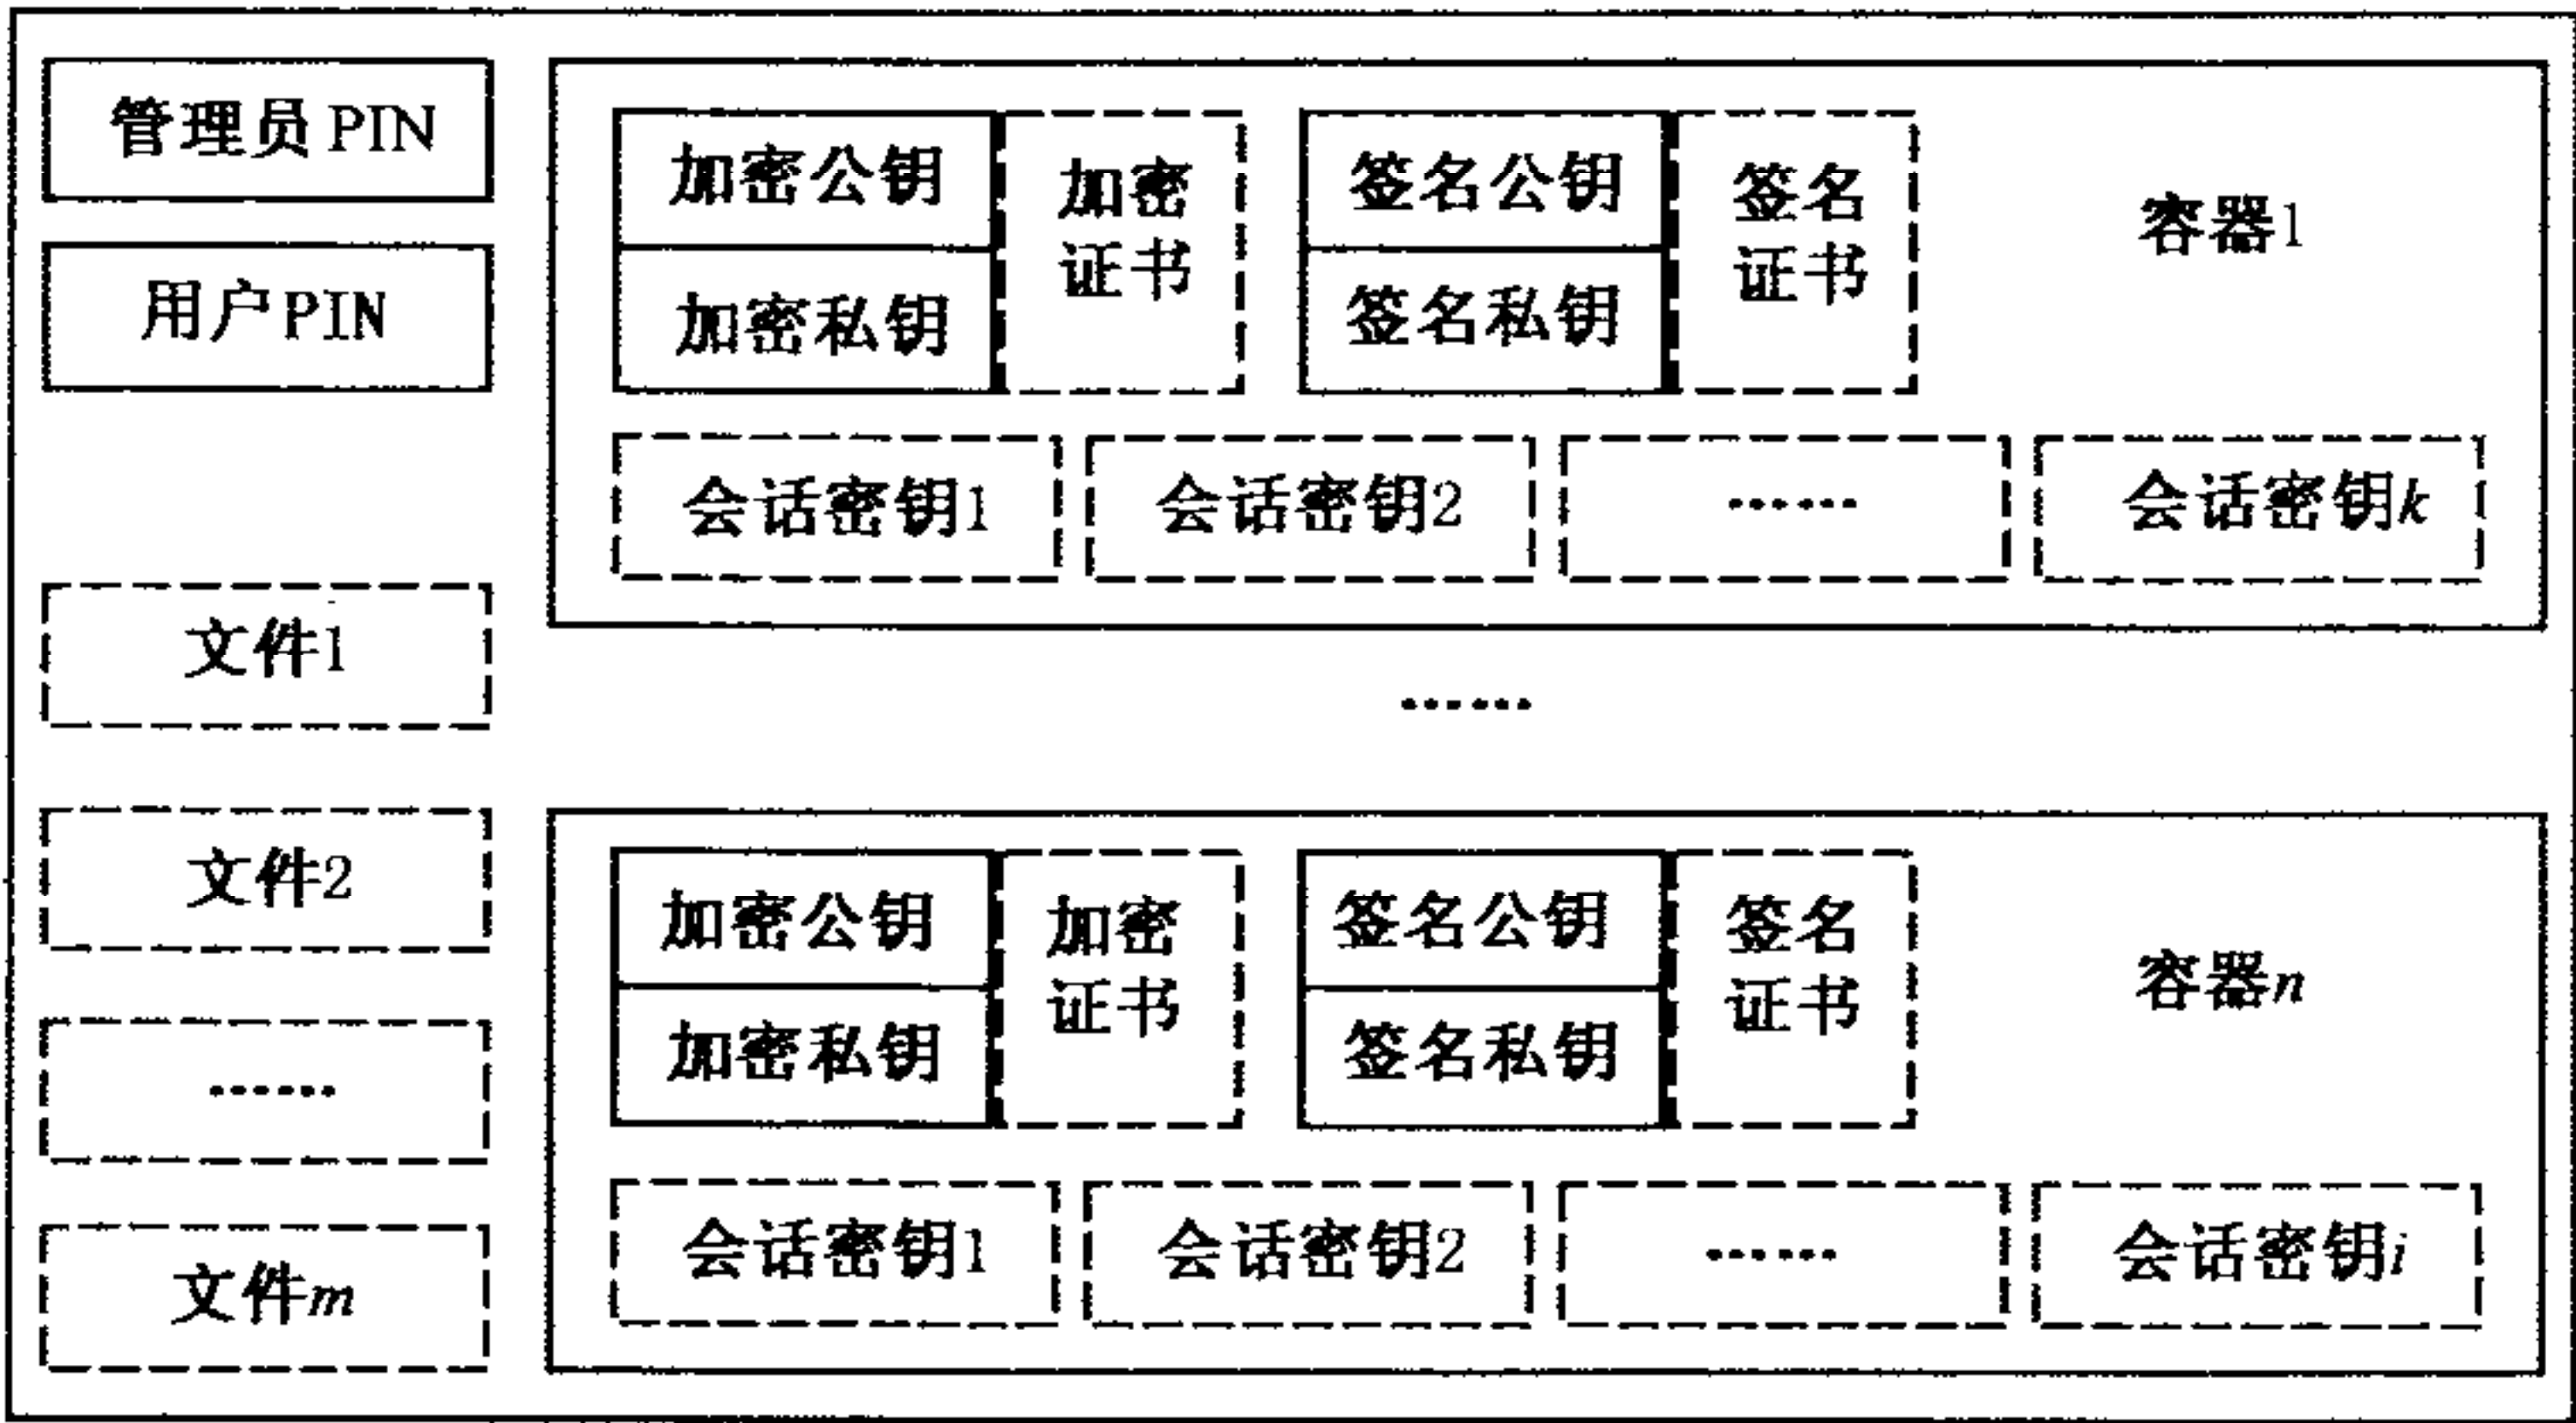 管理员PIN
用户PIN
文件1
文件2
……
文件m
加密公钥
加密私钥
加密
证书
签名公钥
签名私钥
签名
证书
容器1
会话密钥1
会话密钥2
……
会话密钥k
……
加密公钥
加密私钥
加密
证书
签名公钥
签名私钥
签名
证书
容器n
会话密钥1
会话密钥2
……
会话密钥i